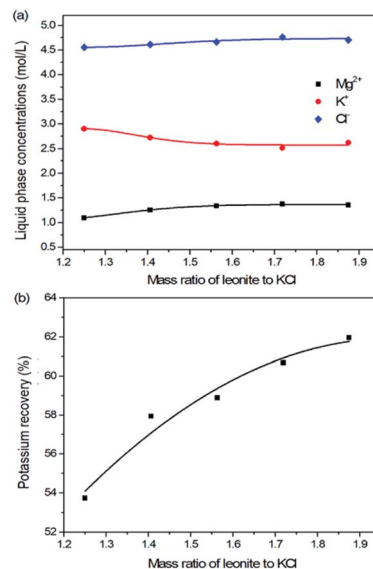 (a)
5.0
4.5
4.0
3.5
3.0
2.5
2.0
1.5
1.0
0.5
Liquid phase concentrations (mol/L)
Mg²⁺
K⁺
Cl⁻
1.2 1.3 1.4 1.5 1.6 1.7 1.8 1.9
Mass ratio of leonite to KCl
(b)
64
62
60
58
56
54
52
Potassium recovery (%)
1.2 1.3 1.4 1.5 1.6 1.7 1.8 1.9
Mass ratio of leonite to KCl